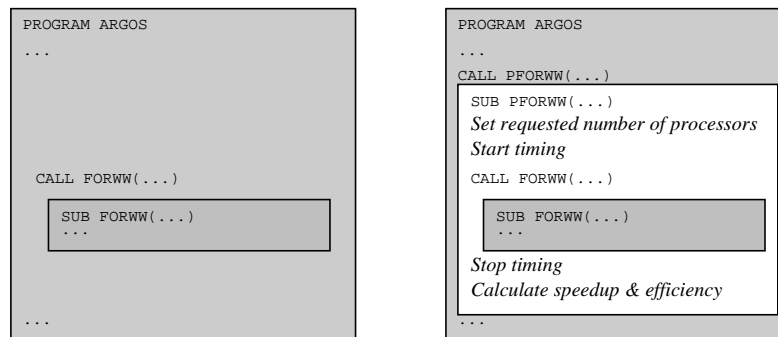 PROGRAM ARGOS
...
CALL FORWW(...)
SUB FORWW(...)
...
...
PROGRAM ARGOS
...
CALL PFORWW(...)
SUB PFORWW(...)
Set requested number of processors
Start timing
CALL FORWW(...)
SUB FORWW(...)
...
Stop timing
Calculate speedup & efficiency
...